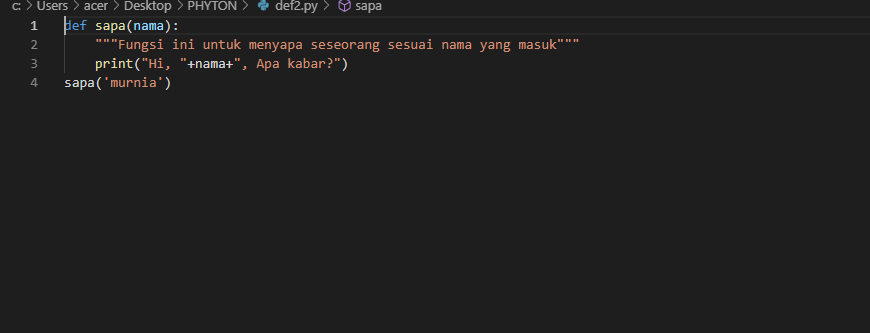 c: > Users > acer > Desktop > PHYTON > def2.py > sapa
1 def sapa(nama):
2     """Fungsi ini untuk menyapa seseorang sesuai nama yang masuk"""
3     print("Hi, "+nama+", Apa kabar?")
4 sapa('murnia')